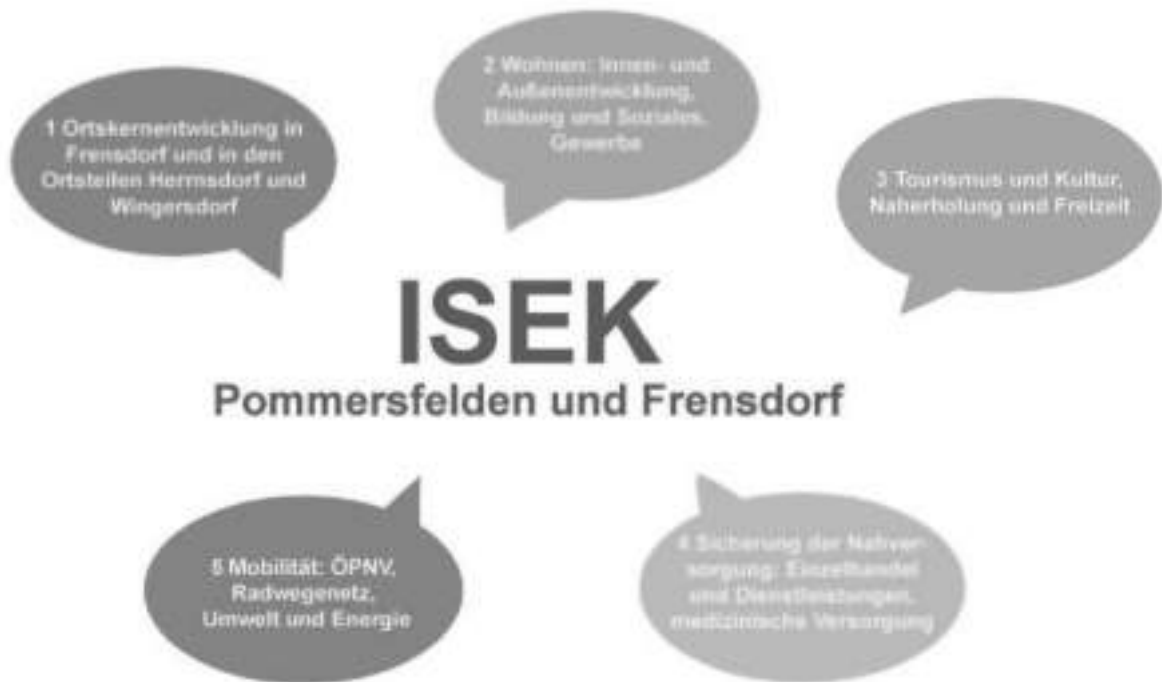 1 Ortskernentwicklung in
Frensdorf und in den
Ortsteilen Herrnsdorf und
Wingersdorf
2 Wohnen: Innen- und
Außenentwicklung,
Bildung und Soziales,
Gewerbe
3 Tourismus und Kultur,
Naherholung und Freizeit
ISEK
Pommersfelden und Frensdorf
5 Mobilität: ÖPNV,
Radwegenetz,
Umwelt und Energie
4 Sicherung der Nahver-
sorgung: Einzelhandel
und Dienstleistungen,
medizinische Versorgung